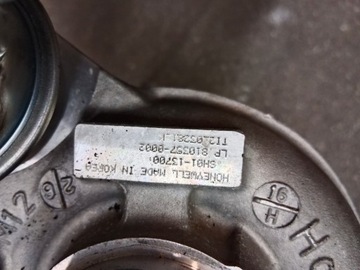 HONEYWELL MADE IN KOREA
SH01-13700
LP 810357-0002
16
H